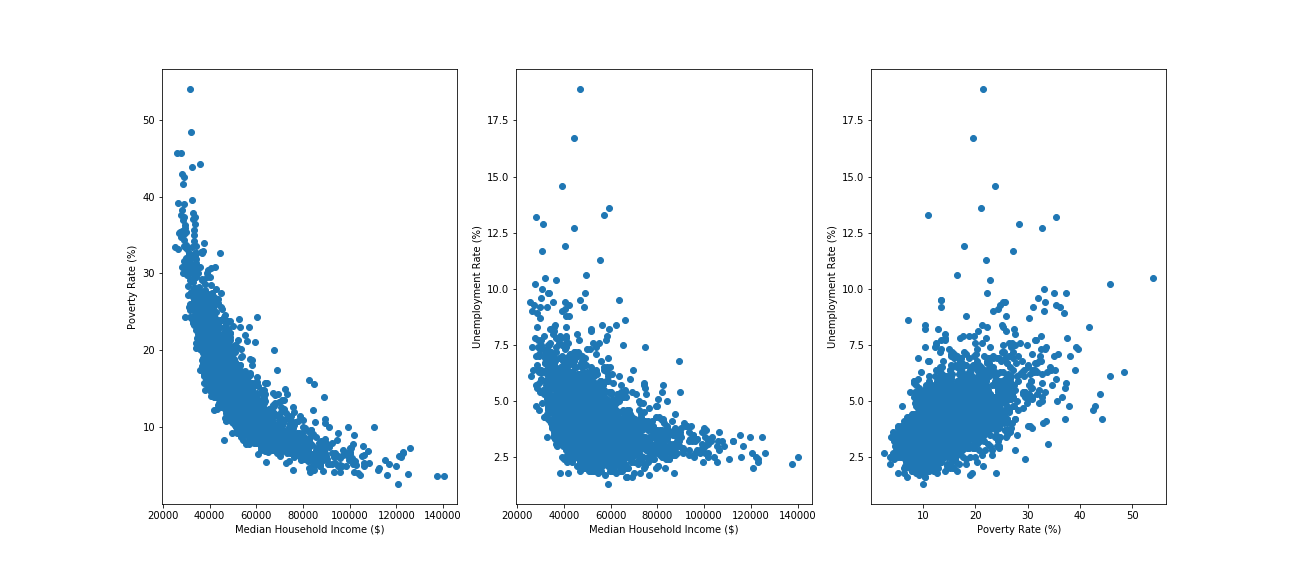 50
40
30
20
10
Poverty Rate (%)
20000 40000 60000 80000 100000 120000 140000
Median Household Income ($)
17.5
15.0
12.5
10.0
7.5
5.0
2.5
Unemployment Rate (%)
20000 40000 60000 80000 100000 120000 140000
Median Household Income ($)
17.5
15.0
12.5
10.0
7.5
5.0
2.5
Unemployment Rate (%)
10 20 30 40 50
Poverty Rate (%)